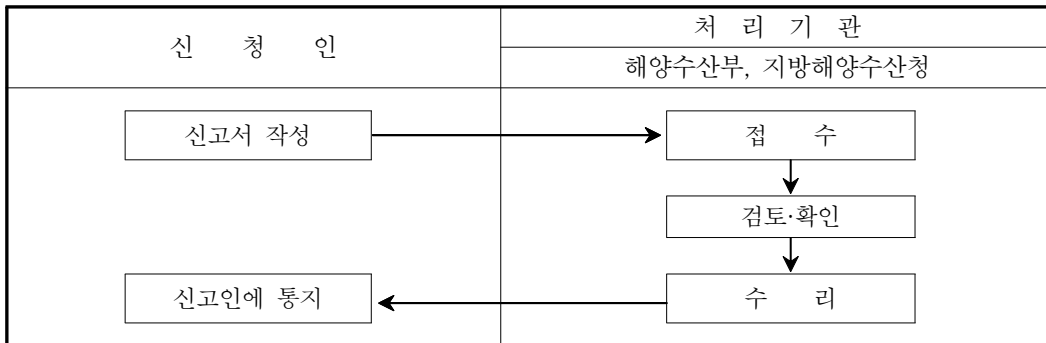 신 청 인
처 리 기 관
해양수산부, 지방해양수산청
신고서 작성
접 수
검토·확인
신고인에 통지
수 리